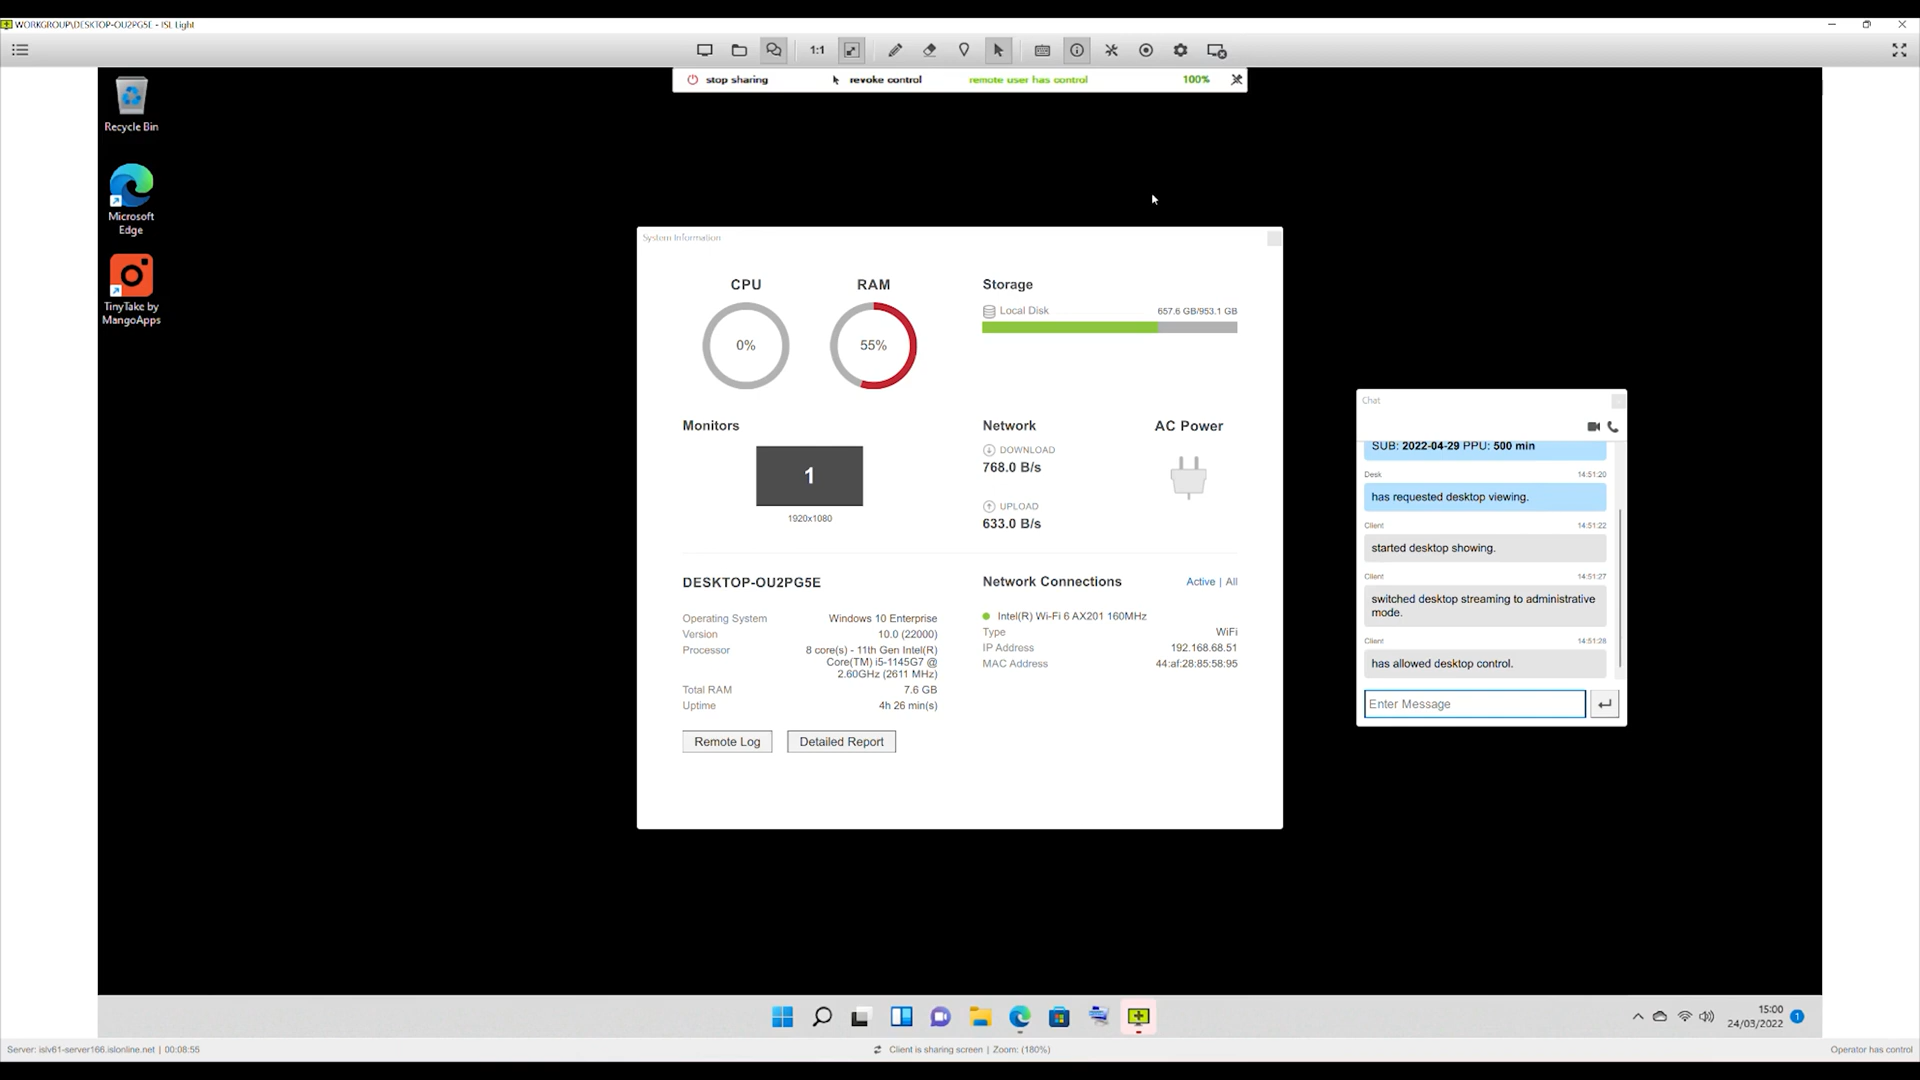 WORKGROUP\DESKTOP-OU2PG5E - ISL Light
1:1
stop sharing
revoke control
remote user has control
100%
Recycle Bin
Microsoft
Edge
TinyTake by
MangoApps
System Information
CPU
RAM
Storage
0%
55%
Local Disk
657.6 GB/953.1 GB
Monitors
1
1920x1080
Network
DOWNLOAD
768.0 B/s
UPLOAD
633.0 B/s
AC Power
DESKTOP-OU2PG5E
Operating System Windows 10 Enterprise
Version 10.0 (22000)
Processor 8 core(s) - 11th Gen Intel(R)
Core(TM) i5-1145G7 @
2.60GHz (2611 MHz)
Total RAM 7.6 GB
Uptime 4h 26 min(s)
Remote Log
Detailed Report
Network Connections
Active | All
Intel(R) Wi-Fi 6 AX201 160MHz
Type WiFi
IP Address 192.168.68.51
MAC Address 44:af:28:85:58:95
Chat
SUB: 2022-04-29 PPU: 500 min
Desk 14:51:20
has requested desktop viewing.
Client 14:51:22
started desktop showing.
Client 14:51:27
switched desktop streaming to administrative
mode.
Client 14:51:28
has allowed desktop control.
Enter Message
15:00
24/03/2022
1
Server: islv61-server166.islonline.net | 00:08:55
Client is sharing screen | Zoom: (180%)
Operator has control